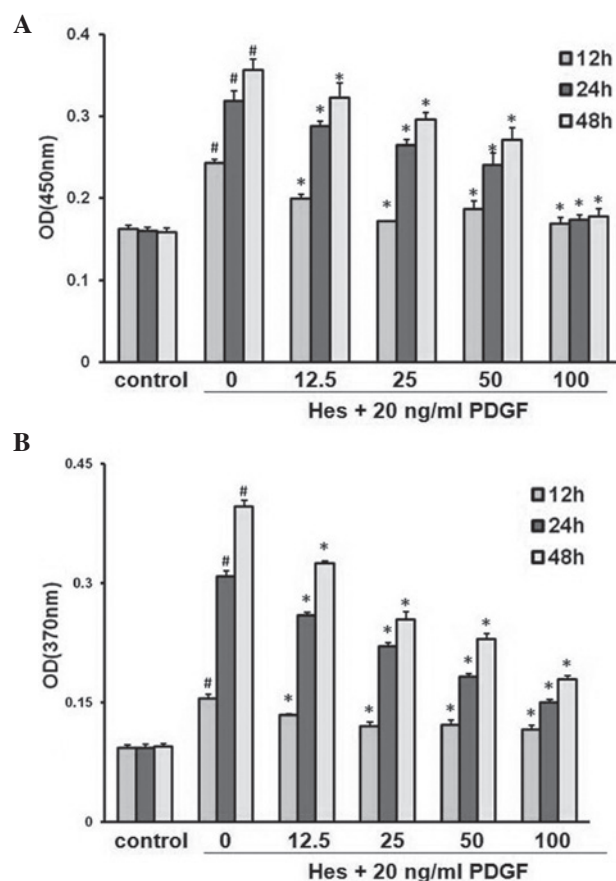 A
0.4
# #
12h
24h
48h
0.3
0.2
0.1
0
OD(450nm)
#
* *
*
* *
*
* *
*
* * *
control 0 12.5 25 50 100
Hes + 20 ng/ml PDGF
B
0.45
12h
24h
48h
0.3
0.15
0
OD(370nm)
#
#
#
*
*
*
*
*
*
*
*
*
*
*
*
control 0 12.5 25 50 100
Hes + 20 ng/ml PDGF